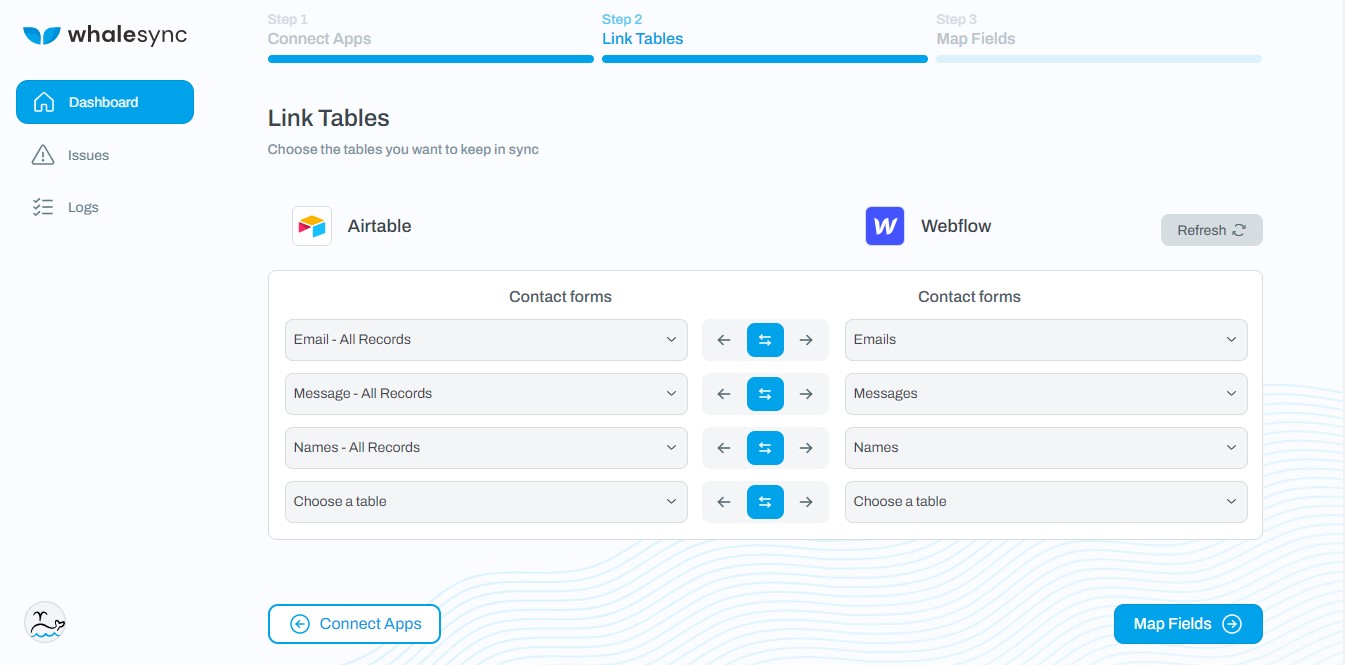 whalesync
Dashboard
Issues
Logs
Step 1
Connect Apps
Step 2
Link Tables
Step 3
Map Fields
Link Tables
Choose the tables you want to keep in sync
Airtable
W Webflow
Refresh
Contact forms Contact forms
Email - All Records Emails
Message - All Records Messages
Names - All Records Names
Choose a table Choose a table
Connect Apps
Map Fields